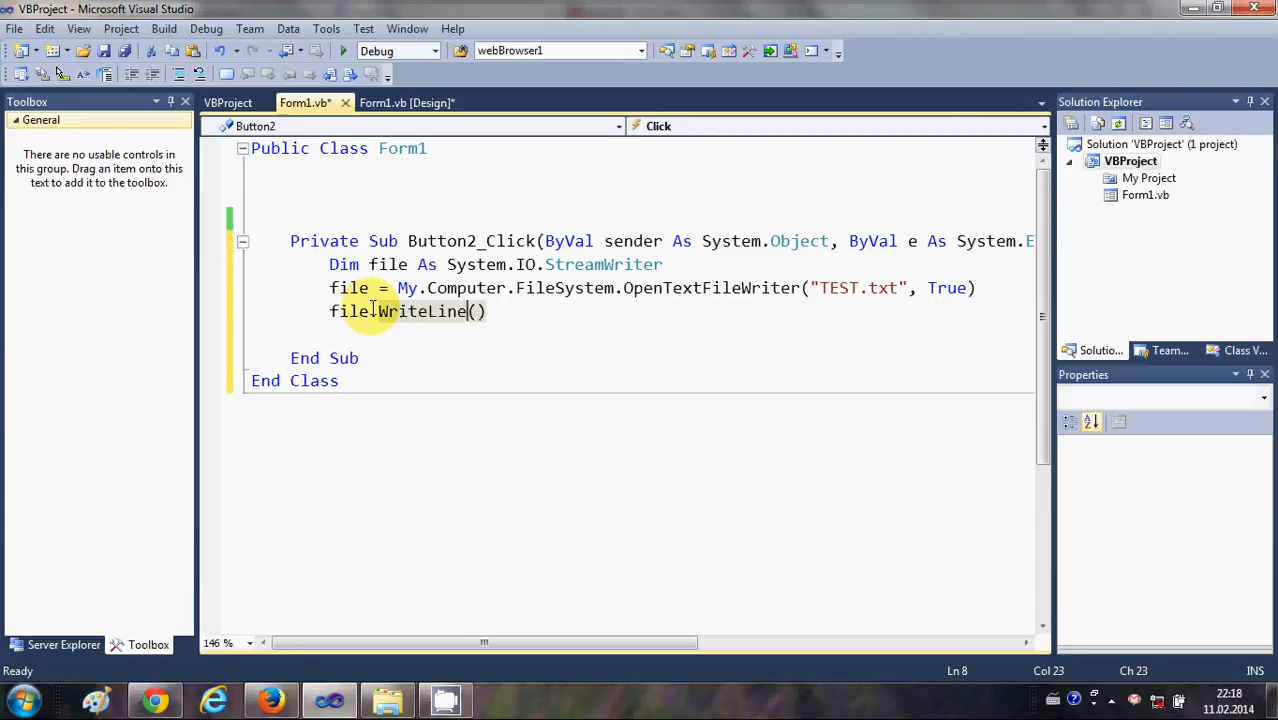 VBProject - Microsoft Visual Studio
File Edit View Project Build Debug Team Data Tools Test Window Help
Debug webBrowser1
Toolbox
General
There are no usable controls in
this group. Drag an item onto this
text to add it to the toolbox.
VBProject Form1.vb* Form1.vb [Design]*
Button2 Click
Public Class Form1
Private Sub Button2_Click(ByVal sender As System.Object, ByVal e As System.E
Dim file As System.IO.StreamWriter
file = My.Computer.FileSystem.OpenTextFileWriter("TEST.txt", True)
file.WriteLine()
End Sub
End Class
146 %
Server Explorer Toolbox
Solution Explorer
Solution 'VBProject' (1 project)
VBProject
My Project
Form1.vb
Solutio... Team... Class V...
Properties
Ready Ln 8 Col 23 Ch 23 INS
22:18
11.02.2014